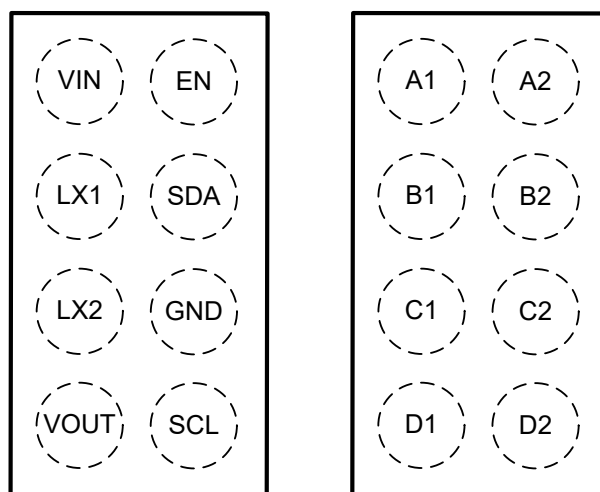 VIN EN
LX1 SDA
LX2 GND
VOUT SCL
A1 A2
B1 B2
C1 C2
D1 D2